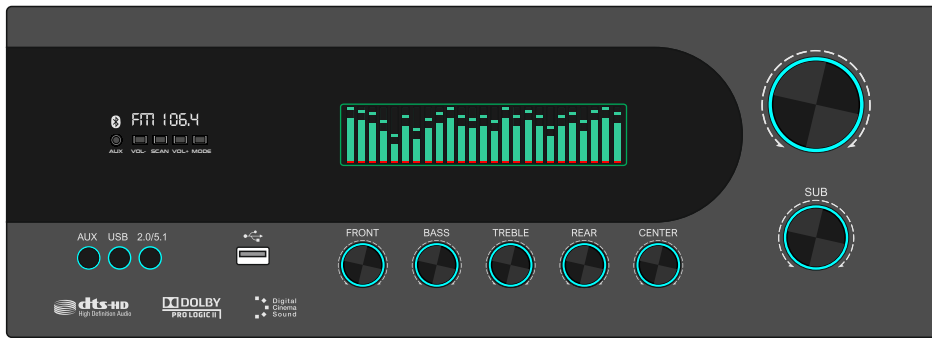 FM 106.4
AUX VOL- SCAN VOL+ MODE
SUB
AUX USB 2.0/5.1
FRONT BASS TREBLE REAR CENTER
dts-HD
High Definition Audio
DOLBY
PRO LOGIC II
Digital
Cinema
Sound